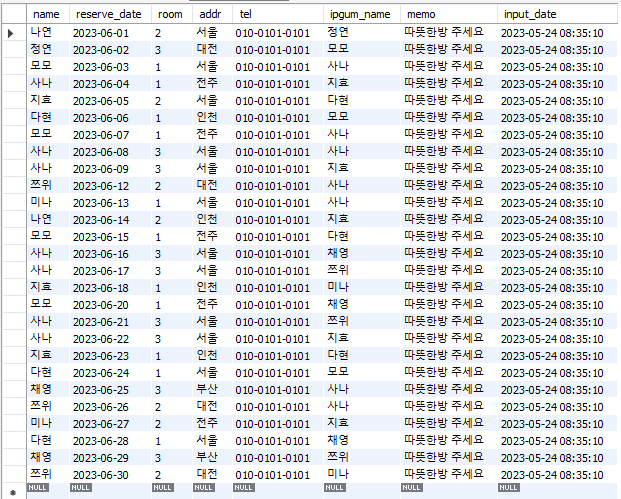 name reserve_date room addr tel ipgum_name memo input_date
나연 2023-06-01 2 서울 010-0101-0101 정연 따뜻한방 주세요 2023-05-24 08:35:10
정연 2023-06-02 3 대전 010-0101-0101 모모 따뜻한방 주세요 2023-05-24 08:35:10
모모 2023-06-03 1 서울 010-0101-0101 사나 따뜻한방 주세요 2023-05-24 08:35:10
사나 2023-06-04 1 전주 010-0101-0101 지효 따뜻한방 주세요 2023-05-24 08:35:10
지효 2023-06-05 2 서울 010-0101-0101 다현 따뜻한방 주세요 2023-05-24 08:35:10
다현 2023-06-06 1 인천 010-0101-0101 모모 따뜻한방 주세요 2023-05-24 08:35:10
모모 2023-06-07 1 전주 010-0101-0101 사나 따뜻한방 주세요 2023-05-24 08:35:10
사나 2023-06-08 3 서울 010-0101-0101 사나 따뜻한방 주세요 2023-05-24 08:35:10
사나 2023-06-09 3 서울 010-0101-0101 지효 따뜻한방 주세요 2023-05-24 08:35:10
쯔위 2023-06-12 2 대전 010-0101-0101 사나 따뜻한방 주세요 2023-05-24 08:35:10
미나 2023-06-13 1 서울 010-0101-0101 사나 따뜻한방 주세요 2023-05-24 08:35:10
나연 2023-06-14 2 인천 010-0101-0101 지효 따뜻한방 주세요 2023-05-24 08:35:10
모모 2023-06-15 1 전주 010-0101-0101 다현 따뜻한방 주세요 2023-05-24 08:35:10
사나 2023-06-16 3 서울 010-0101-0101 채영 따뜻한방 주세요 2023-05-24 08:35:10
사나 2023-06-17 3 서울 010-0101-0101 쯔위 따뜻한방 주세요 2023-05-24 08:35:10
지효 2023-06-18 1 인천 010-0101-0101 미나 따뜻한방 주세요 2023-05-24 08:35:10
모모 2023-06-20 1 전주 010-0101-0101 채영 따뜻한방 주세요 2023-05-24 08:35:10
사나 2023-06-21 3 서울 010-0101-0101 쯔위 따뜻한방 주세요 2023-05-24 08:35:10
사나 2023-06-22 3 서울 010-0101-0101 지효 따뜻한방 주세요 2023-05-24 08:35:10
지효 2023-06-23 1 인천 010-0101-0101 다현 따뜻한방 주세요 2023-05-24 08:35:10
다현 2023-06-24 1 서울 010-0101-0101 모모 따뜻한방 주세요 2023-05-24 08:35:10
채영 2023-06-25 3 부산 010-0101-0101 사나 따뜻한방 주세요 2023-05-24 08:35:10
쯔위 2023-06-26 2 대전 010-0101-0101 사나 따뜻한방 주세요 2023-05-24 08:35:10
미나 2023-06-27 2 전주 010-0101-0101 지효 따뜻한방 주세요 2023-05-24 08:35:10
다현 2023-06-28 1 서울 010-0101-0101 채영 따뜻한방 주세요 2023-05-24 08:35:10
채영 2023-06-29 3 부산 010-0101-0101 쯔위 따뜻한방 주세요 2023-05-24 08:35:10
쯔위 2023-06-30 2 대전 010-0101-0101 미나 따뜻한방 주세요 2023-05-24 08:35:10
NULL NULL NULL NULL NULL NULL NULL NULL